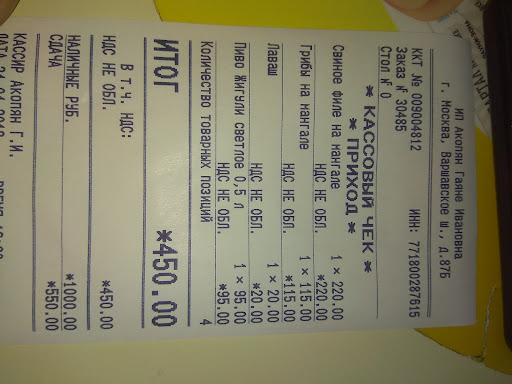 ИП Акопян Гаяне Ивановна
г. Москва, Варшавское Ш., д.87Б
ККТ № 009004812 ИНН: 771800287615
Заказ № 30485
Стол № 0
* КАССОВЫЙ ЧЕК *
* ПРИХОД *
Свиное филе на мангале
1 × 220.00
НДС НЕ ОБЛ. *220.00
Грибы на мангале 1 × 115.00
НДС НЕ ОБЛ. *115.00
Лаваш 1 × 20.00
НДС НЕ ОБЛ. *20.00
Пиво Жигули светлое 0,5 л 1 × 95.00
НДС НЕ ОБЛ. *95.00
Количество товарных позиций 4
ИТОГ *450.00
В Т.Ч. НДС:
НДС НЕ ОБЛ. *450.00
НАЛИЧНЫЕ РУБ. *1000.00
СДАЧА *550.00
КАССИР Акопян Г.И.